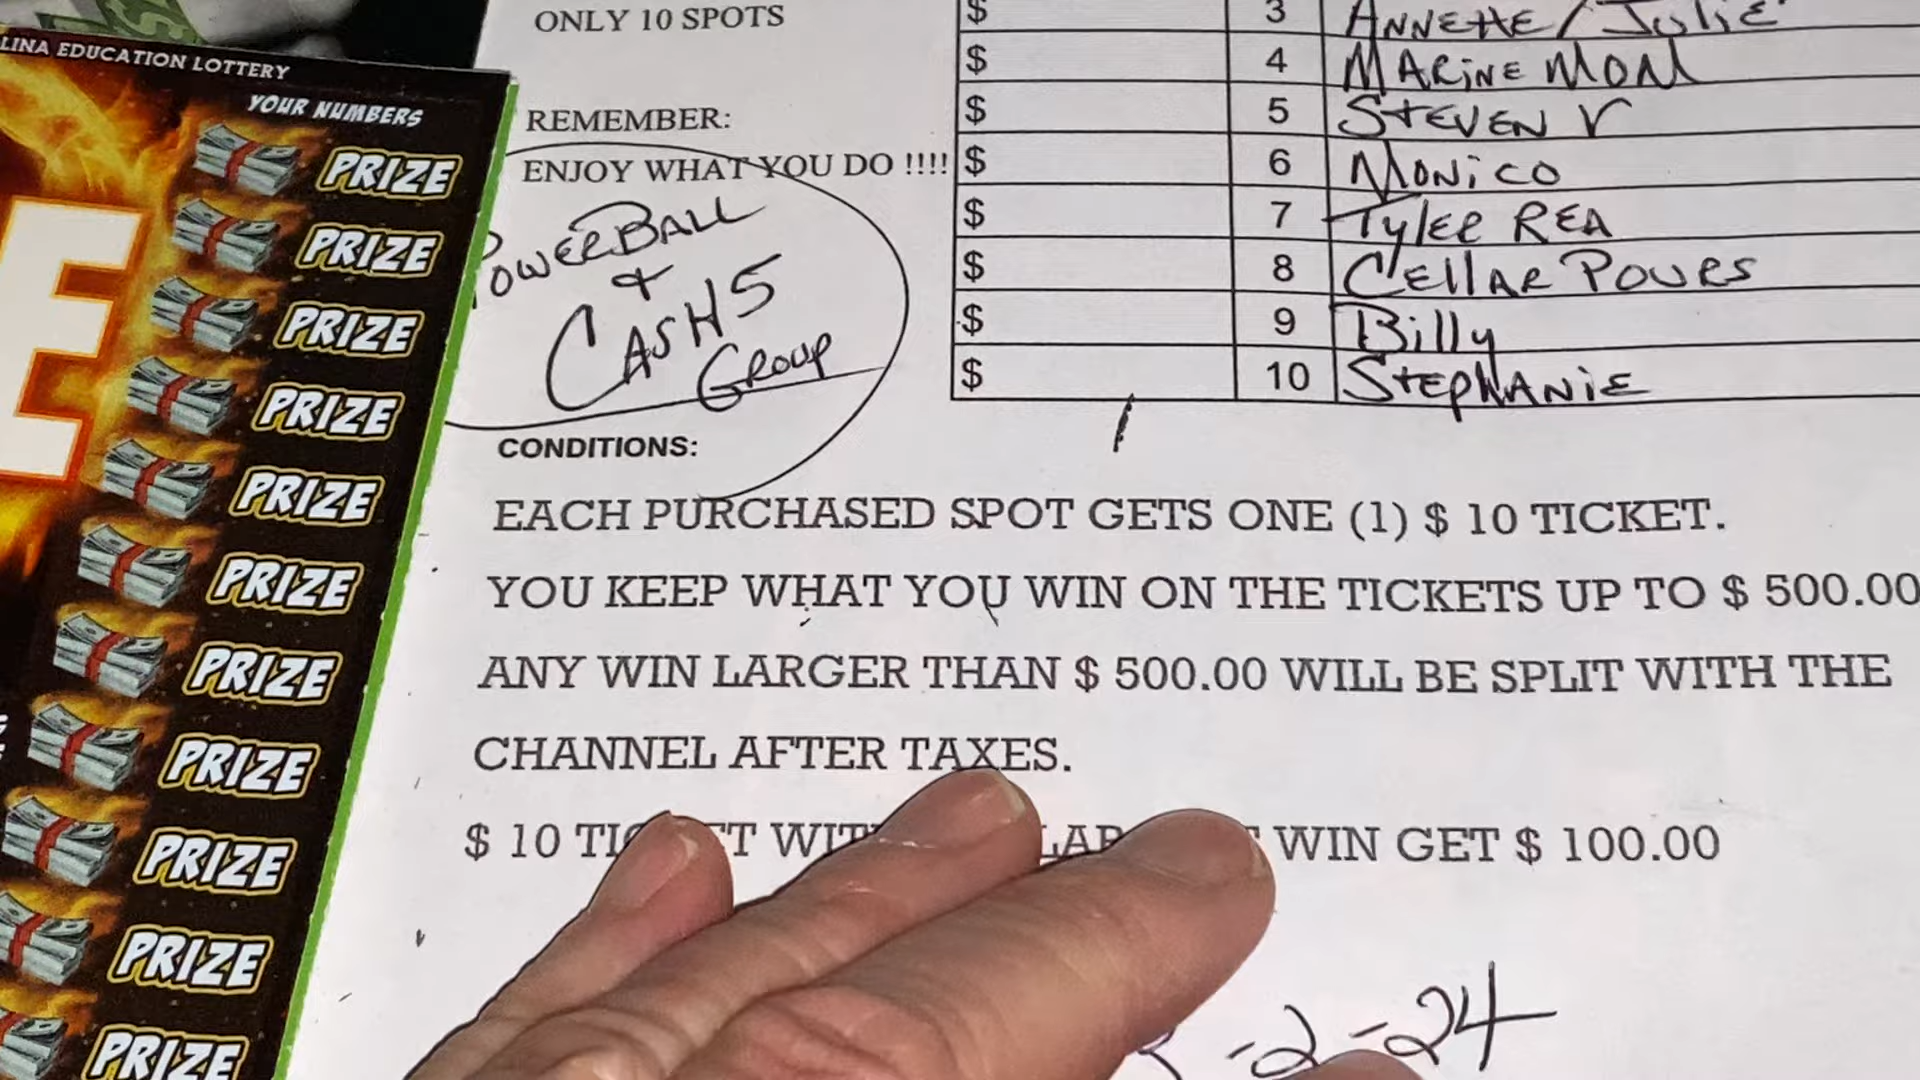 LINA EDUCATION LOTTERY
YOUR NUMBERS
PRIZE
PRIZE
PRIZE
PRIZE
PRIZE
PRIZE
PRIZE
PRIZE
PRIZE
PRIZE
PRIZE
E
ONLY 10 SPOTS
REMEMBER:
ENJOY WHAT YOU DO !!!!
POWERBALL
+
CASH 5
GROUP
$ 3 ANNETTE / JULIE
$ 4 MARINE MOM
$ 5 STEVEN V
$ 6 MONICO
$ 7 TYLER REA
$ 8 CELLAR POURS
$ 9 Billy
$ 10 STEPHANIE
CONDITIONS:
EACH PURCHASED SPOT GETS ONE (1) $ 10 TICKET.
YOU KEEP WHAT YOU WIN ON THE TICKETS UP TO $ 500.00
ANY WIN LARGER THAN $ 500.00 WILL BE SPLIT WITH THE
CHANNEL AFTER TAXES.
$ 10 WIN GET $ 100.00
-2-24